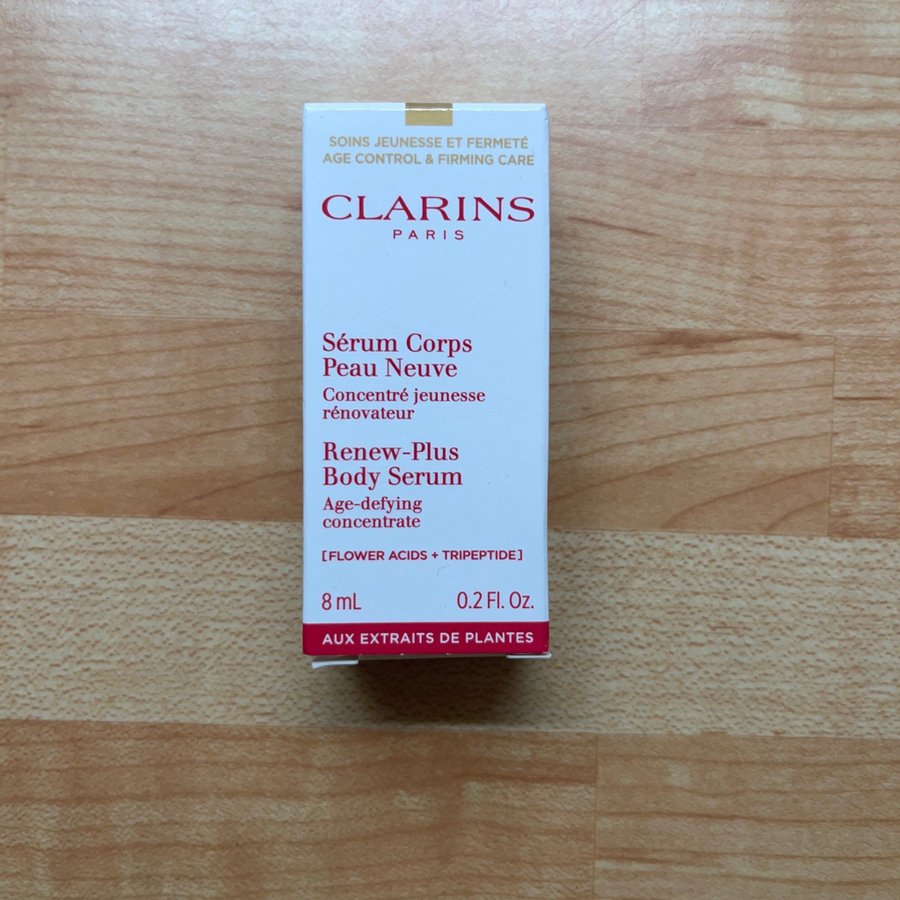 SOINS JEUNESSE ET FERMETÉ
AGE CONTROL & FIRMING CARE
CLARINS
PARIS
Sérum Corps
Peau Neuve
Concentré jeunesse
rénovateur
Renew-Plus
Body Serum
Age-defying
concentrate
[FLOWER ACIDS + TRIPEPTIDE]
8 mL 0.2 Fl. Oz.
AUX EXTRAITS DE PLANTES